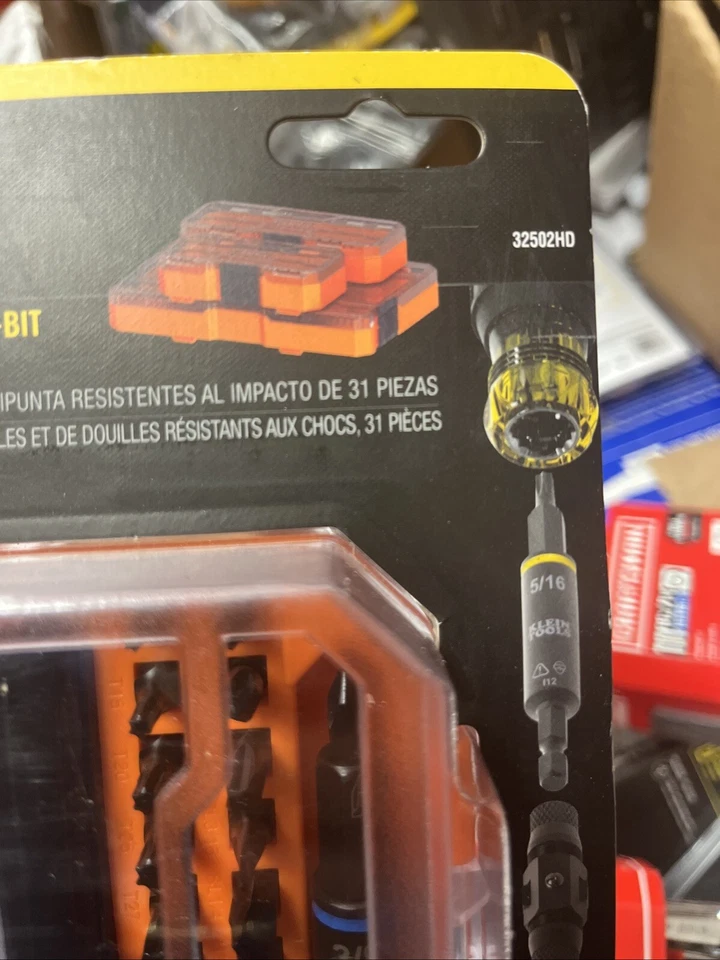 32502HD
-BIT
IPUNTA RESISTENTES AL IMPACTO DE 31 PIEZAS
LES ET DE DOUILLES RÉSISTANTS AUX CHOCS, 31 PIÈCES
5/16
KLEIN
TOOLS
I12